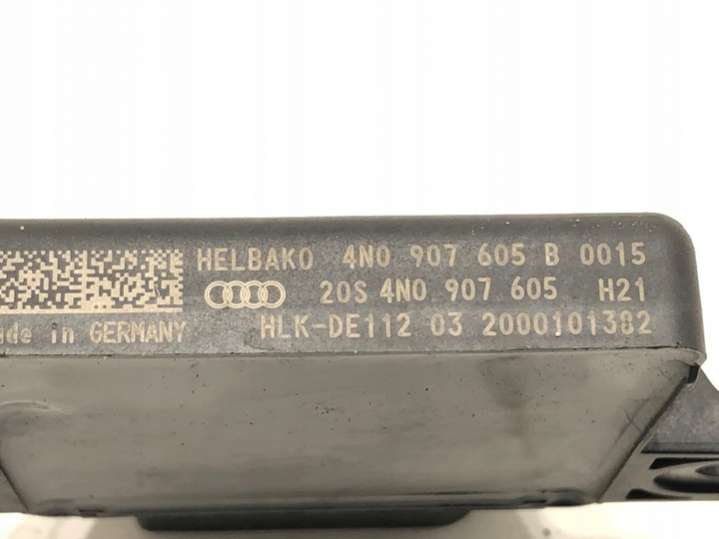 HELBAKO 4N0 907 605 B 0015
20S 4N0 907 605 H21
in GERMANY HLK-DE112 03 2000101382